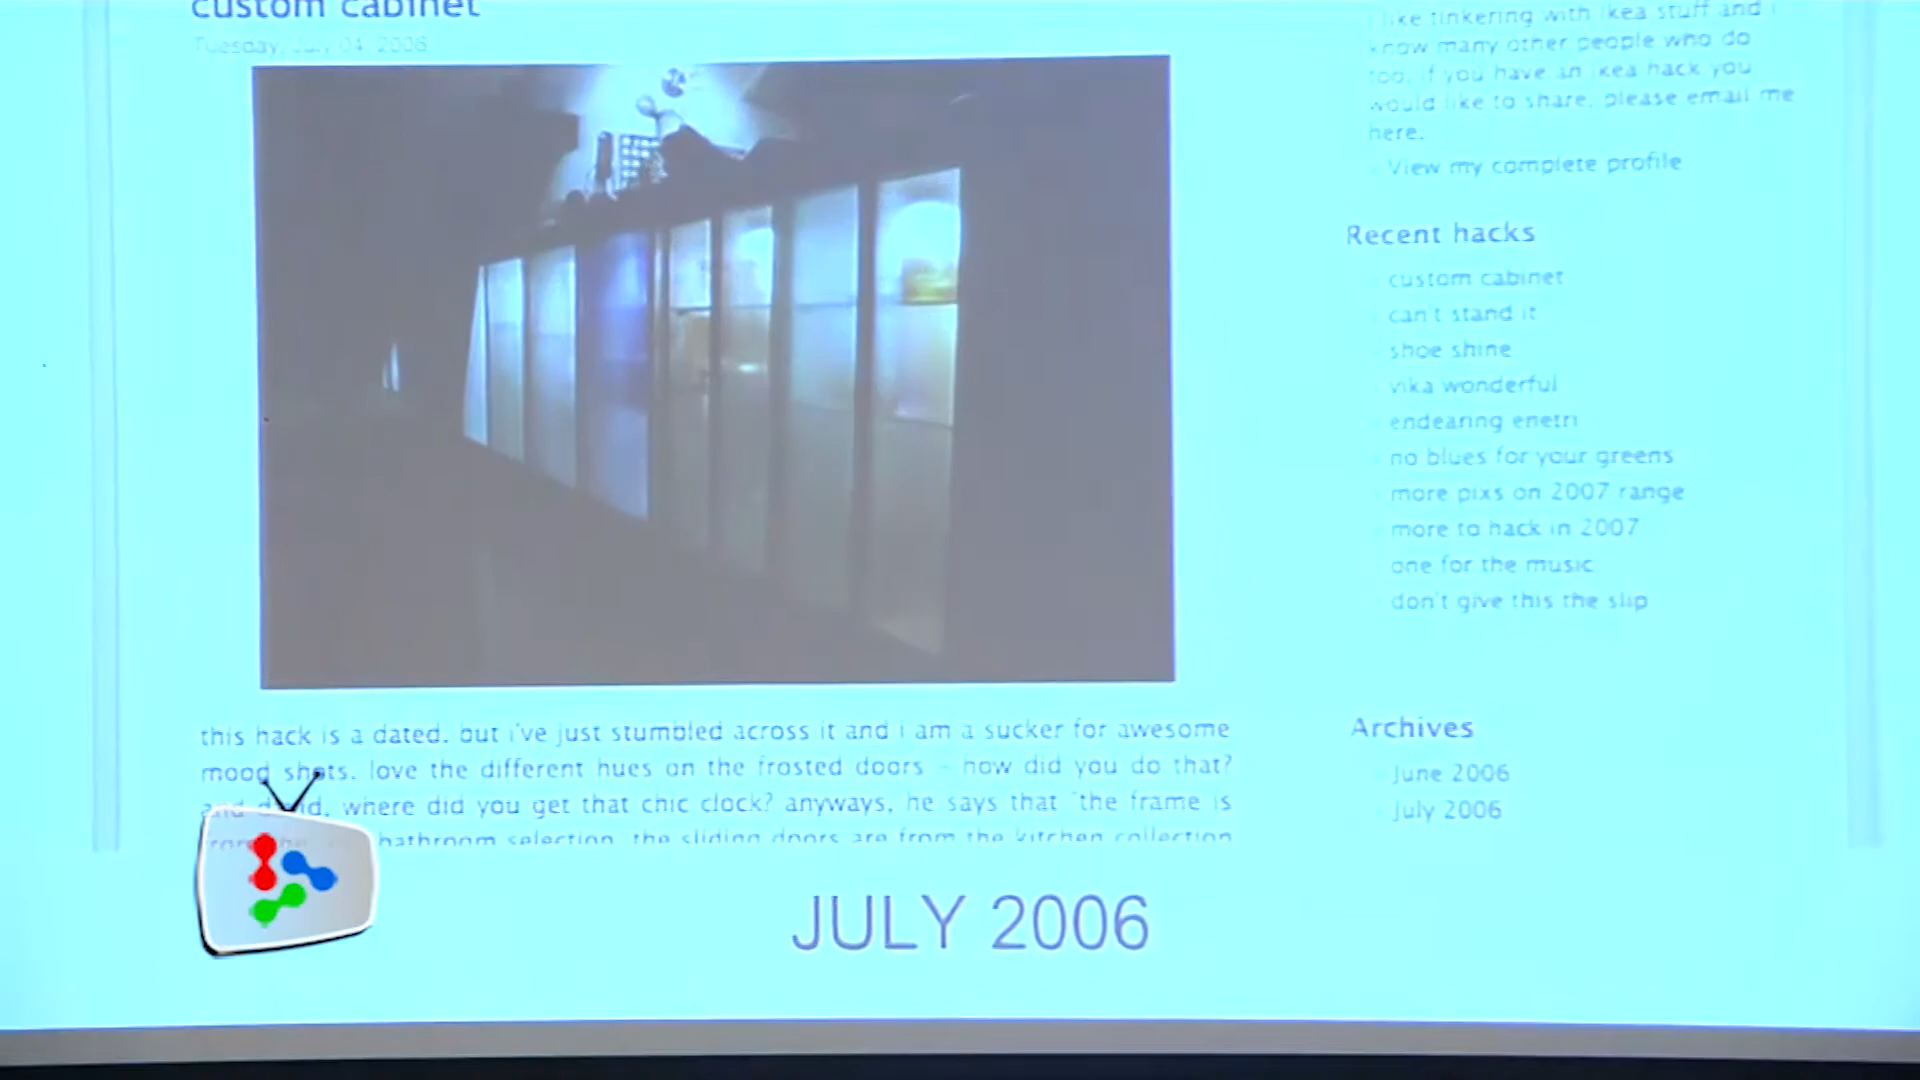 custom cabinet
Tuesday, July 04, 2006
this hack is a dated. but i've just stumbled across it and i am a sucker for awesome
mood shots. love the different hues on the frosted doors - how did you do that?
and david, where did you get that chic clock? anyways, he says that "the frame is
bathroom selection, the sliding doors are from the kitchen collection
i like tinkering with ikea stuff and i
know many other people who do
too. if you have an ikea hack you
would like to share, please email me
here.
View my complete profile
Recent hacks
custom cabinet
can't stand it
shoe shine
vika wonderful
endearing enetri
no blues for your greens
more pixs on 2007 range
more to hack in 2007
one for the music
don't give this the slip
Archives
June 2006
July 2006
JULY 2006